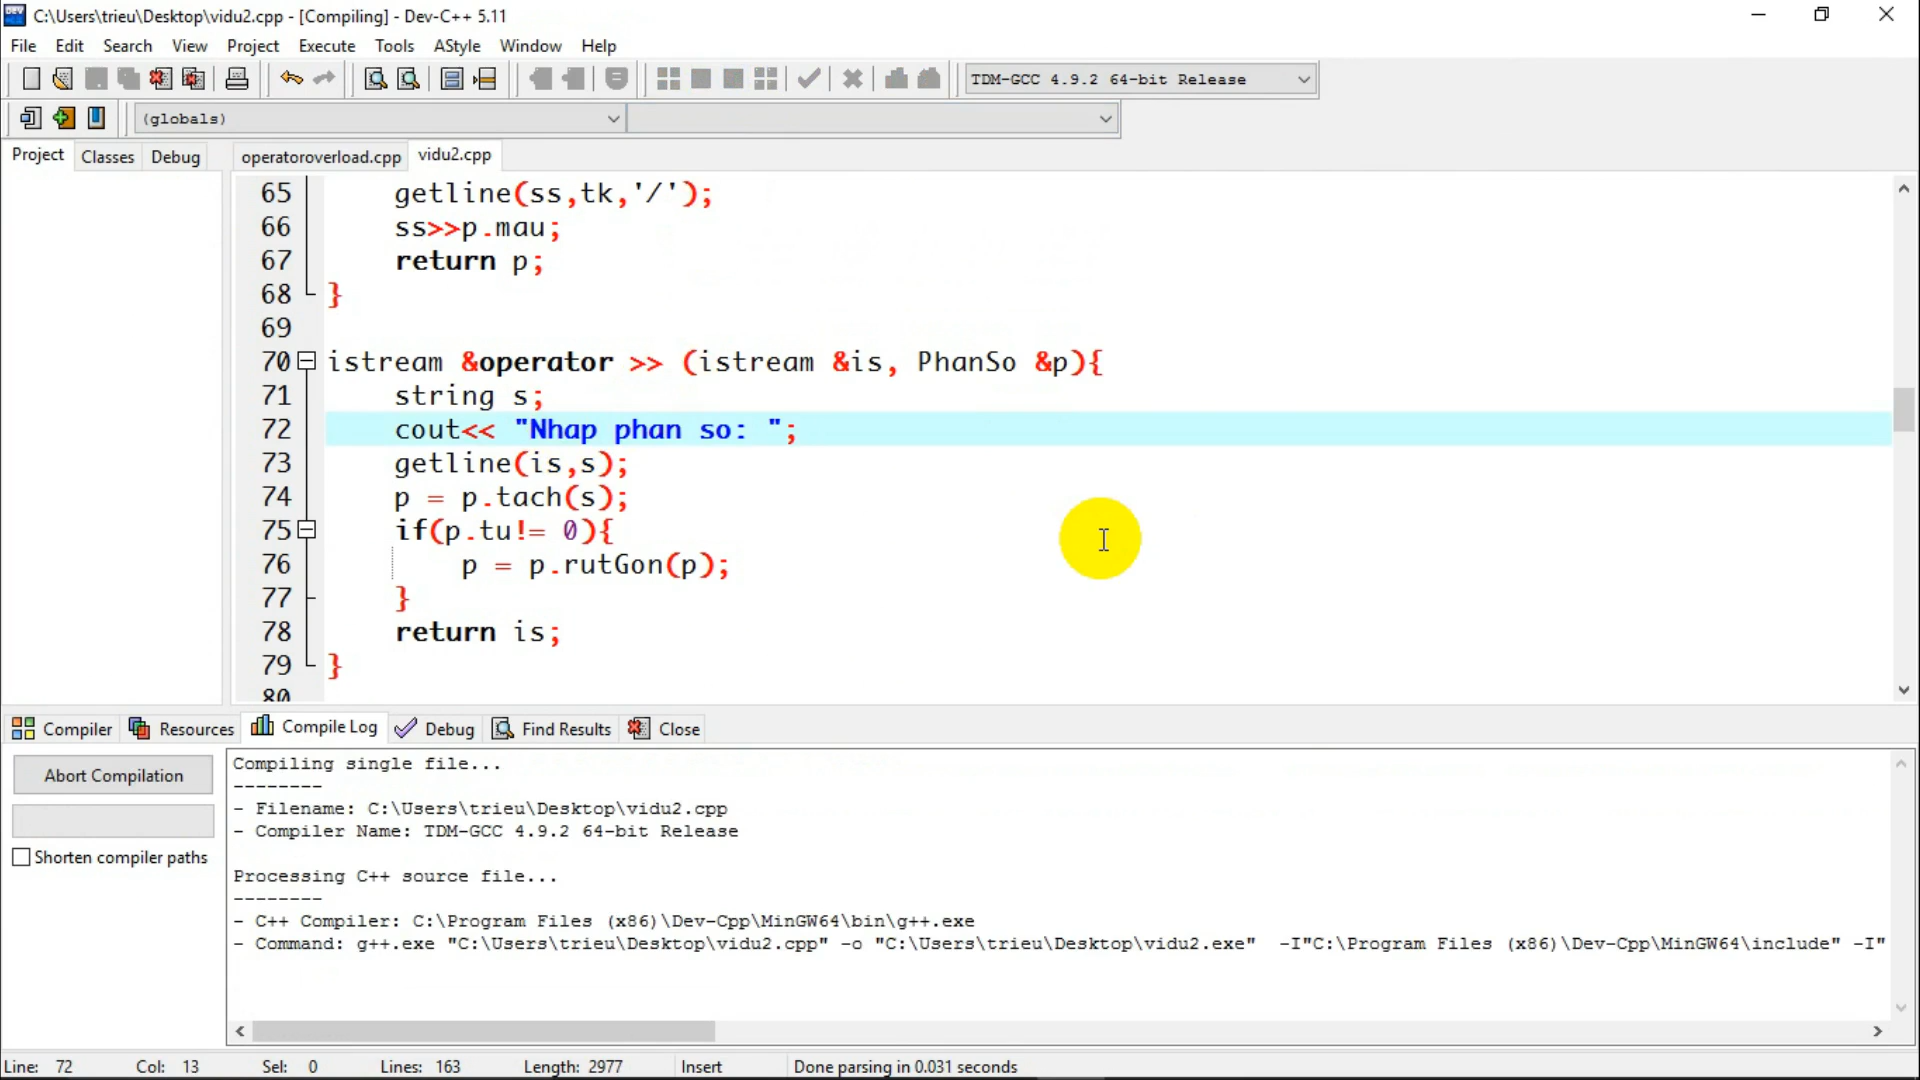 C:\Users\trieu\Desktop\vidu2.cpp - [Compiling] - Dev-C++ 5.11
File Edit Search View Project Execute Tools AStyle Window Help
TDM-GCC 4.9.2 64-bit Release
(globals)
Project Classes Debug operatoroverload.cpp vidu2.cpp
65 getline(ss,tk,'/');
66 ss>>p.mau;
67 return p;
68 }
69
70 istream &operator >> (istream &is, PhanSo &p){
71 string s;
72 cout<< "Nhap phan so: ";
73 getline(is,s);
74 p = p.tach(s);
75 if(p.tu!= 0){
76 p = p.rutGon(p);
77 }
78 return is;
79 }
80
Compiler Resources Compile Log Debug Find Results Close
Abort Compilation
Shorten compiler paths
Compiling single file...
--------
- Filename: C:\Users\trieu\Desktop\vidu2.cpp
- Compiler Name: TDM-GCC 4.9.2 64-bit Release
Processing C++ source file...
--------
- C++ Compiler: C:\Program Files (x86)\Dev-Cpp\MinGW64\bin\g++.exe
- Command: g++.exe "C:\Users\trieu\Desktop\vidu2.cpp" -o "C:\Users\trieu\Desktop\vidu2.exe" -I"C:\Program Files (x86)\Dev-Cpp\MinGW64\include" -I"
Line: 72 Col: 13 Sel: 0 Lines: 163 Length: 2977 Insert Done parsing in 0.031 seconds